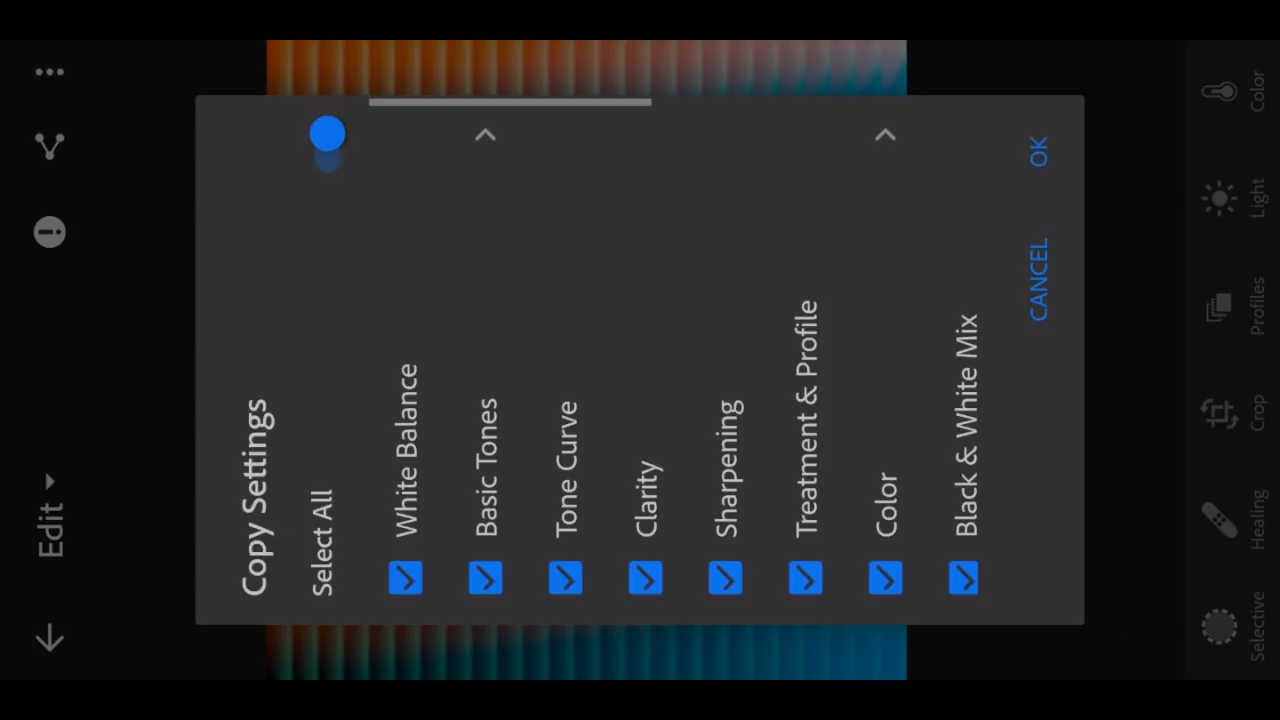 Edit
Copy Settings
Select All
White Balance
Basic Tones
Tone Curve
Clarity
Sharpening
Treatment & Profile
Color
Black & White Mix
CANCEL
OK
Selective
Healing
Crop
Profiles
Light
Color